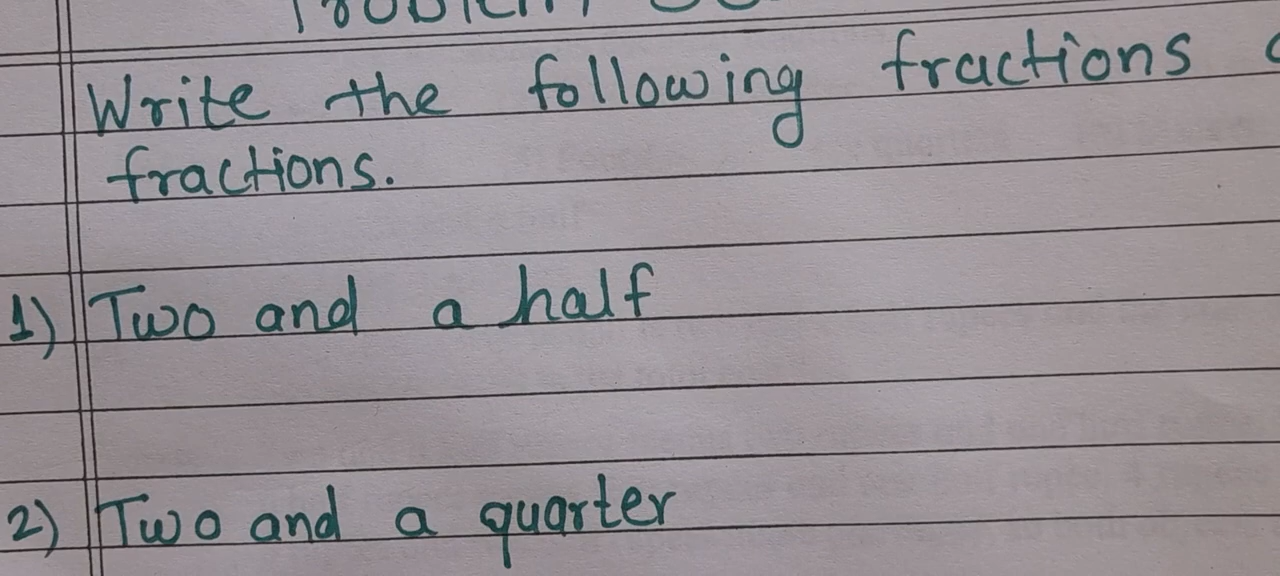 Write the following fractions
fractions.
1) Two and a half
2) Two and a quarter